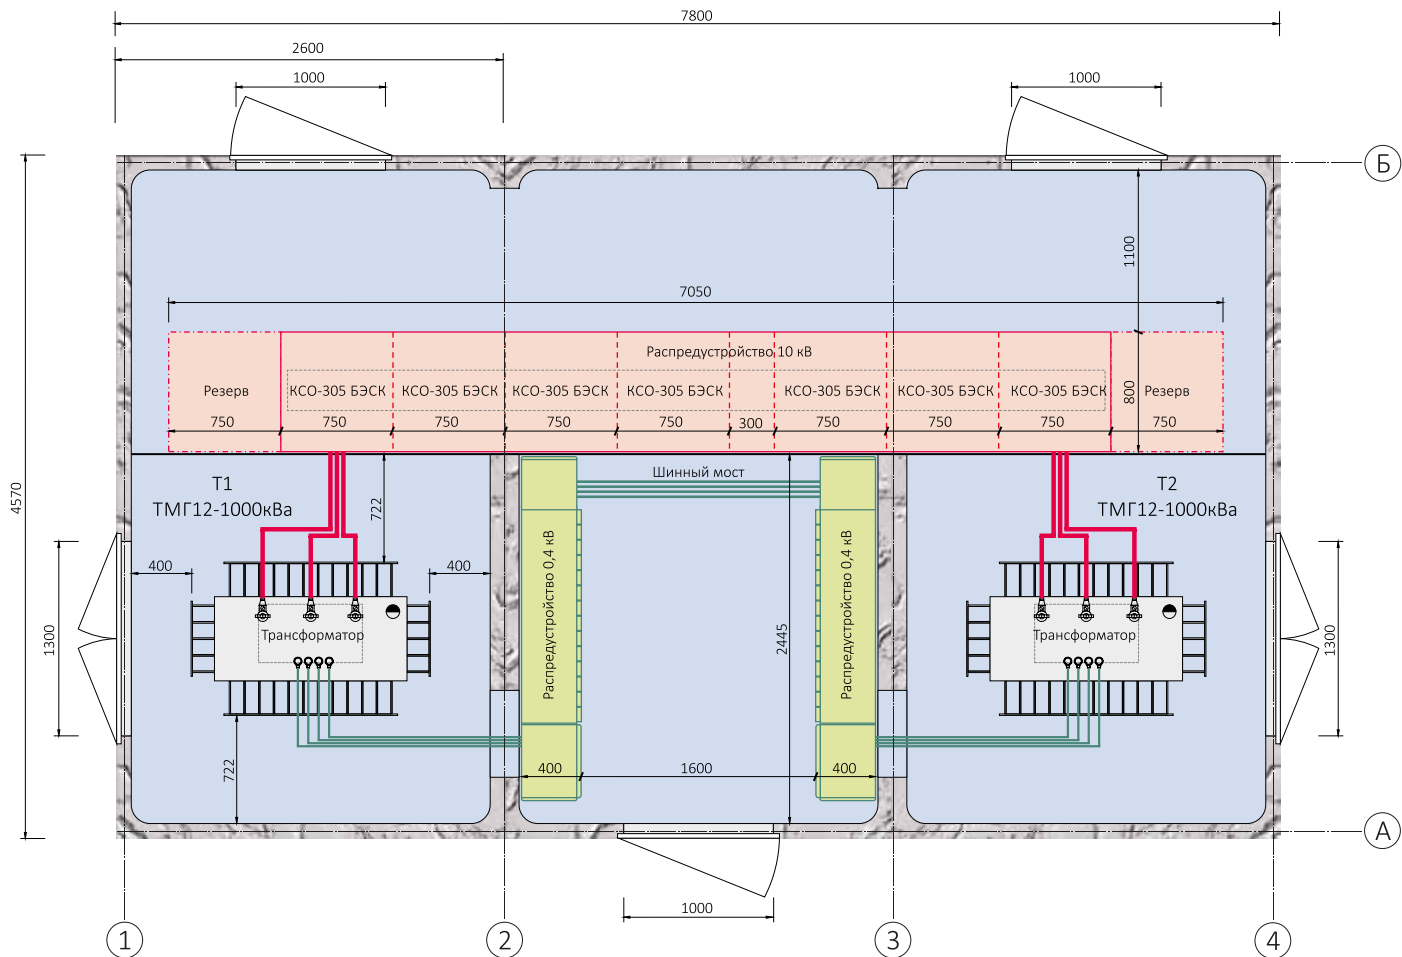 7800
2600
1000
1000
Б
1100
7050
Распредустройство 10 кВ
Резерв
КСО-305 БЭСК
КСО-305 БЭСК
КСО-305 БЭСК
КСО-305 БЭСК
КСО-305 БЭСК
КСО-305 БЭСК
КСО-305 БЭСК
800
Резерв
750
750
750
750
750
300
750
750
750
750
4570
Т1
ТМГ12-1000кВа
722
Шинный мост
Т2
ТМГ12-1000кВа
400
400
Распредустройство 0,4 кВ
Распредустройство 0,4 кВ
1300
Трансформатор
2445
Трансформатор
1300
722
400
1600
400
А
1000
1
2
3
4